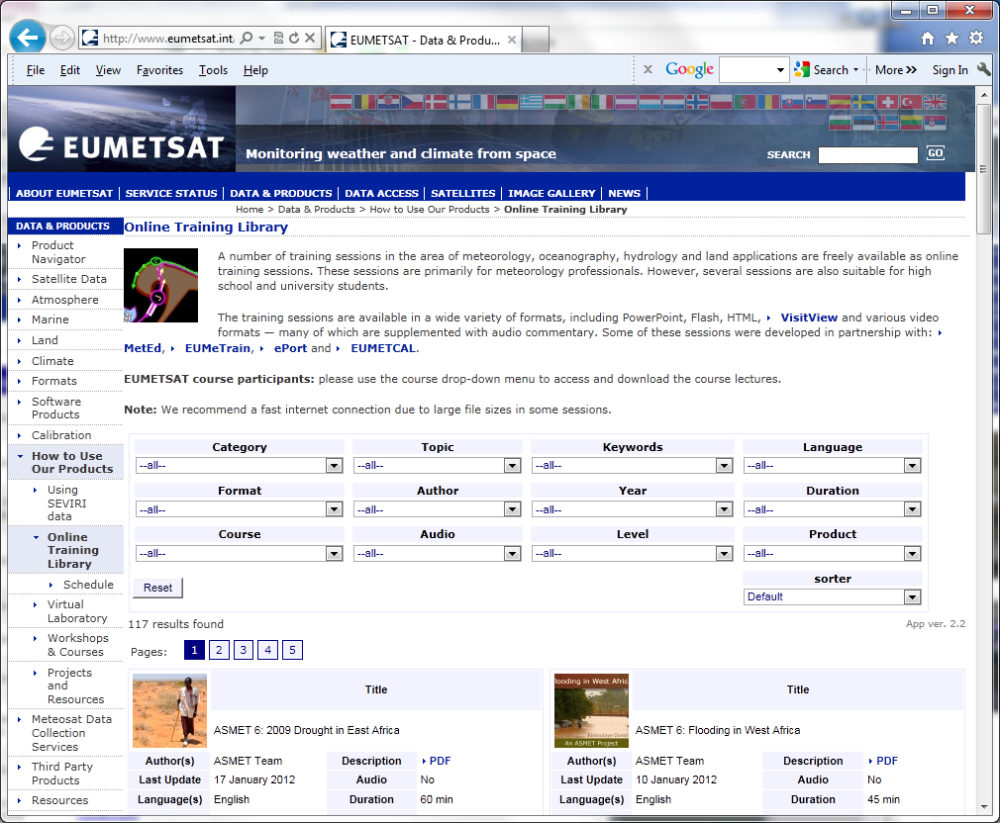 http://www.eumetsat.int
EUMETSAT - Data & Produ...
File Edit View Favorites Tools Help
x Google Search More >> Sign In
EUMETSAT
Monitoring weather and climate from space
SEARCH GO
ABOUT EUMETSAT | SERVICE STATUS | DATA & PRODUCTS | DATA ACCESS | SATELLITES | IMAGE GALLERY | NEWS |
Home > Data & Products > How to Use Our Products > Online Training Library
DATA & PRODUCTS
Product
Navigator
Satellite Data
Atmosphere
Marine
Land
Climate
Formats
Software
Products
Calibration
How to Use
Our Products
Using
SEVIRI
data
Online
Training
Library
Schedule
Virtual
Laboratory
Workshops
& Courses
Projects
and
Resources
Meteosat Data
Collection
Services
Third Party
Products
Resources
Online Training Library
A number of training sessions in the area of meteorology, oceanography, hydrology and land applications are freely available as online
training sessions. These sessions are primarily for meteorology professionals. However, several sessions are also suitable for high
school and university students.
The training sessions are available in a wide variety of formats, including PowerPoint, Flash, HTML, VisitView and various video
formats — many of which are supplemented with audio commentary. Some of these sessions were developed in partnership with:
MetEd, EUMeTrain, ePort and EUMETCAL.
EUMETSAT course participants: please use the course drop-down menu to access and download the course lectures.
Note: We recommend a fast internet connection due to large file sizes in some sessions.
Category Topic Keywords Language
--all-- --all-- --all-- --all--
Format Author Year Duration
--all-- --all-- --all-- --all--
Course Audio Level Product
--all-- --all-- --all-- --all--
Reset sorter
Default
117 results found App ver. 2.2
Pages: 1 2 3 4 5
Title
ASMET 6: 2009 Drought in East Africa
Author(s) ASMET Team Description PDF
Last Update 17 January 2012 Audio No
Language(s) English Duration 60 min
looding in West Afric
An ASMET Project
Title
ASMET 6: Flooding in West Africa
Author(s) ASMET Team Description PDF
Last Update 10 January 2012 Audio No
Language(s) English Duration 45 min